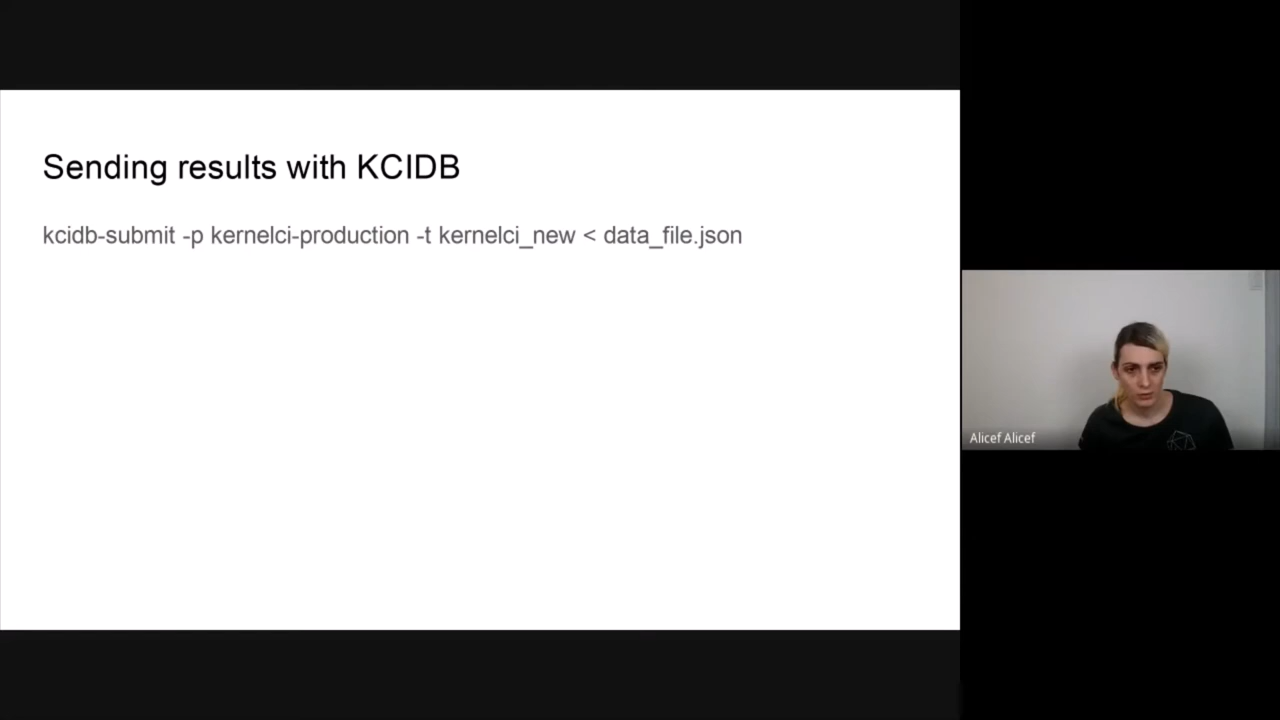 Sending results with KCIDB
kcidb-submit -p kernelci-production -t kernelci_new < data_file.json
Alicef Alicef